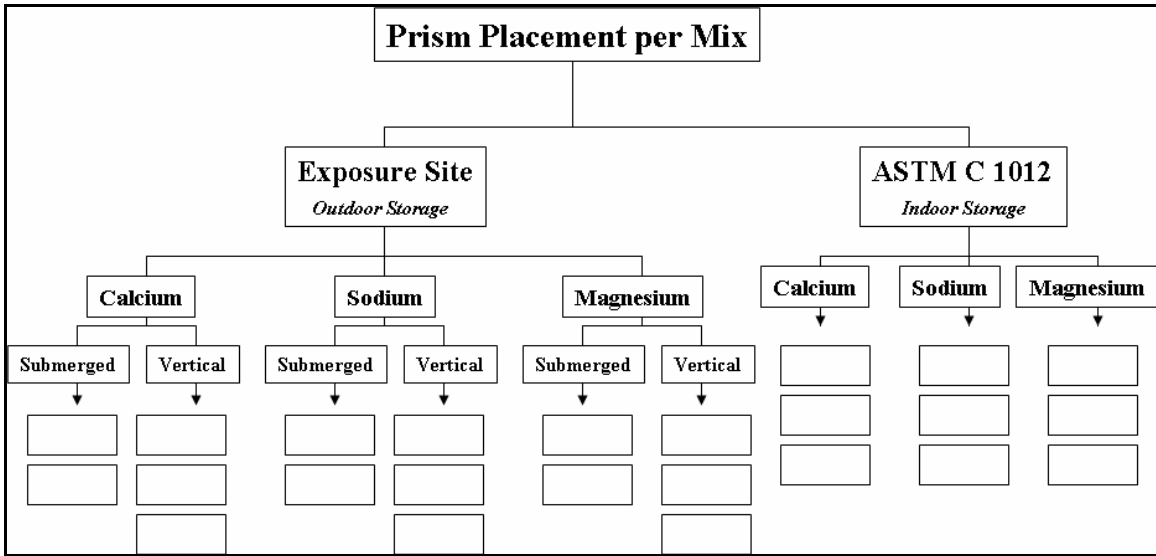 Prism Placement per Mix
Exposure Site
Outdoor Storage
ASTM C 1012
Indoor Storage
Calcium
Sodium
Magnesium
Calcium
Sodium
Magnesium
Submerged
Vertical
Submerged
Vertical
Submerged
Vertical